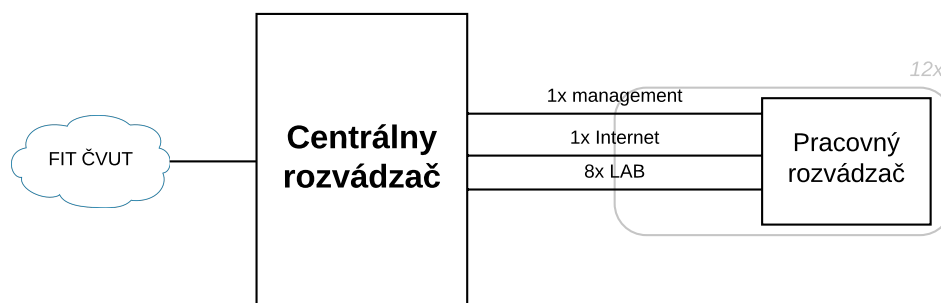 FIT ČVUT
Centrálny
rozvádzač
1x management
1x Internet
8x LAB
12x
Pracovný
rozvádzač